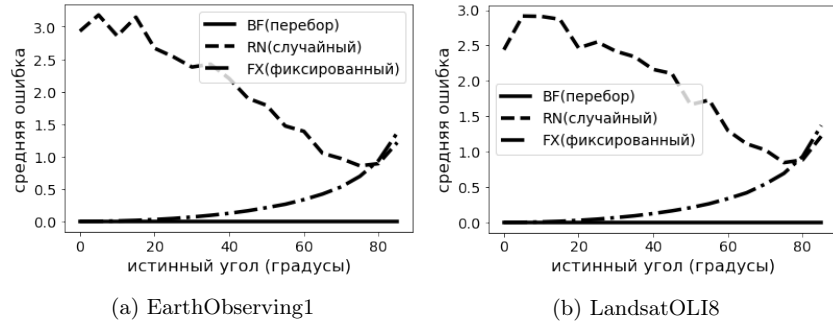 средняя ошибка
3.0
2.5
2.0
1.5
1.0
0.5
0.0
BF(перебор)
RN(случайный)
FX(фиксированный)
0 20 40 60 80
истинный угол (градусы)
(a) EarthObserving1
средняя ошибка
3.0
2.5
2.0
1.5
1.0
0.5
0.0
BF(перебор)
RN(случайный)
FX(фиксированный)
0 20 40 60 80
истинный угол (градусы)
(b) LandsatOLI8